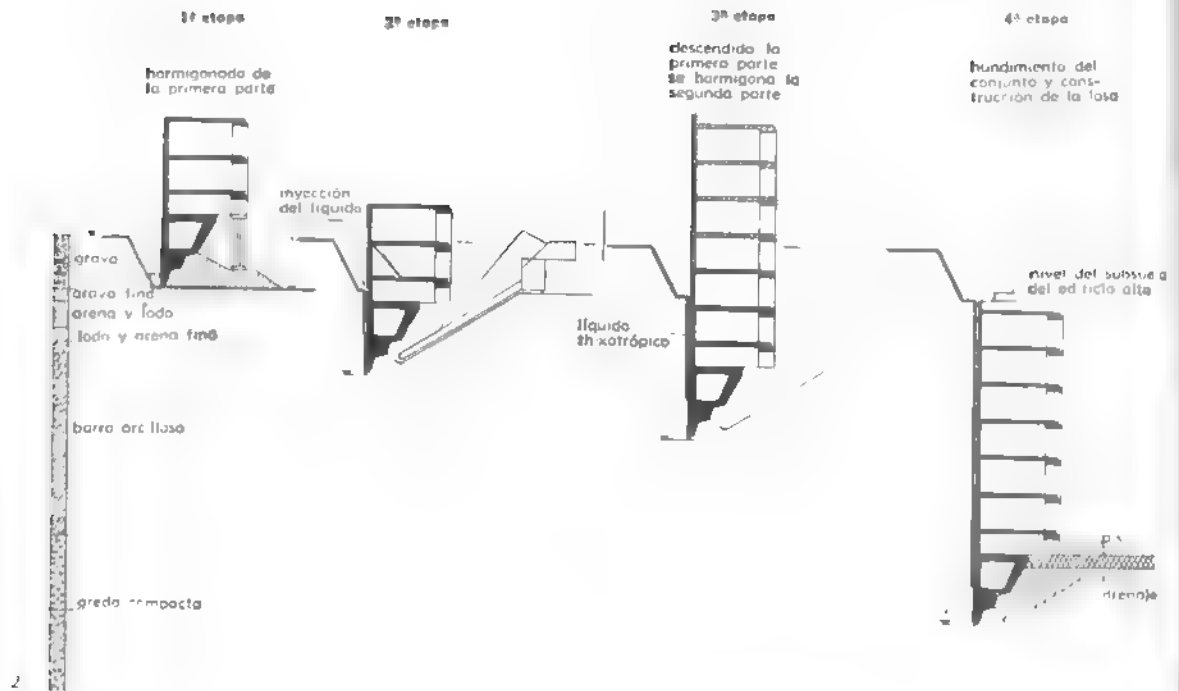 1ª etapa
2ª etapa
3ª etapa
4ª etapa
hormigonado de
la primera parte
descendida la
primera parte
se hormigona la
segunda parte
hundimiento del
conjunto y cons-
trucción de la losa
inyección
del líquido
grava
grava fina
arena y lodo
lodo y arena fina
líquido
thixotrópico
nivel del subsuelo
del edificio alto
barro arcilloso
greda compacta
drenaje
2